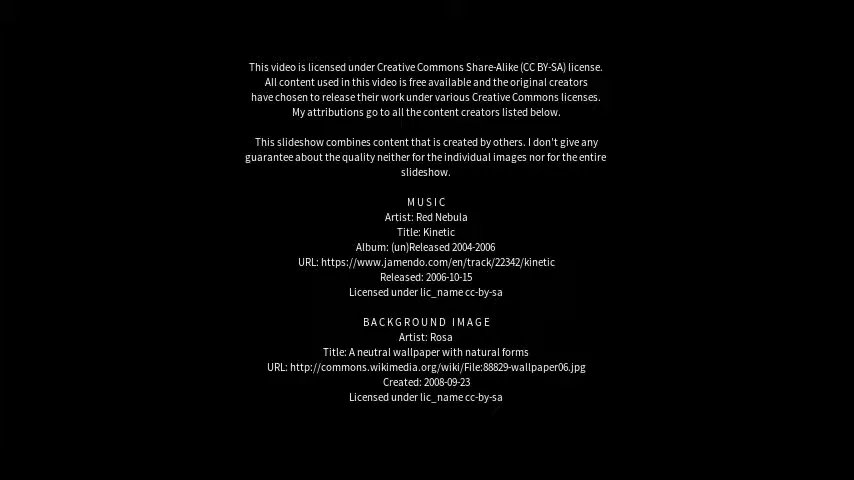 This video is licensed under Creative Commons Share-Alike (CC BY-SA) license.
All content used in this video is free available and the original creators
have chosen to release their work under various Creative Commons licenses.
My attributions go to all the content creators listed below.
This slideshow combines content that is created by others. I don't give any
guarantee about the quality neither for the individual images nor for the entire
slideshow.
MUSIC
Artist: Red Nebula
Title: Kinetic
Album: (un)Released 2004-2006
URL: https://www.jamendo.com/en/track/22342/kinetic
Released: 2006-10-15
Licensed under lic_name cc-by-sa
BACKGROUND IMAGE
Artist: Rosa
Title: A neutral wallpaper with natural forms
URL: http://commons.wikimedia.org/wiki/File:88829-wallpaper06.jpg
Created: 2008-09-23
Licensed under lic_name cc-by-sa